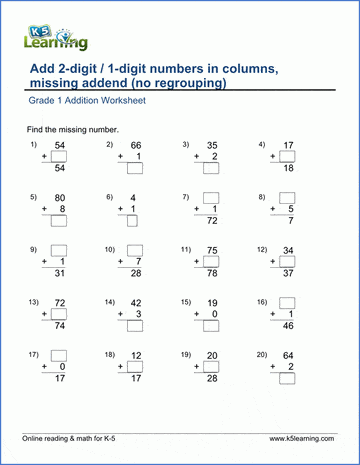 K5 Learning
Add 2-digit / 1-digit numbers in columns,
missing addend (no regrouping)
Grade 1 Addition Worksheet
Find the missing number.
1) 54 2) 66 3) 35 4) 17
+ + 1 + 2 +
54 18
5) 80 6) 4 7) 8)
+ 8 + 1 + 1 + 5
72 7
9) 10) 11) 75 12) 34
+ 1 + 7 + +
31 28 78 37
13) 72 14) 42 15) 19 16)
+ + 3 + 0 + 1
74 46
17) 18) 12 19) 20 20) 64
+ 0 + + + 2
17 17 28
Online reading & math for K-5 www.k5learning.com